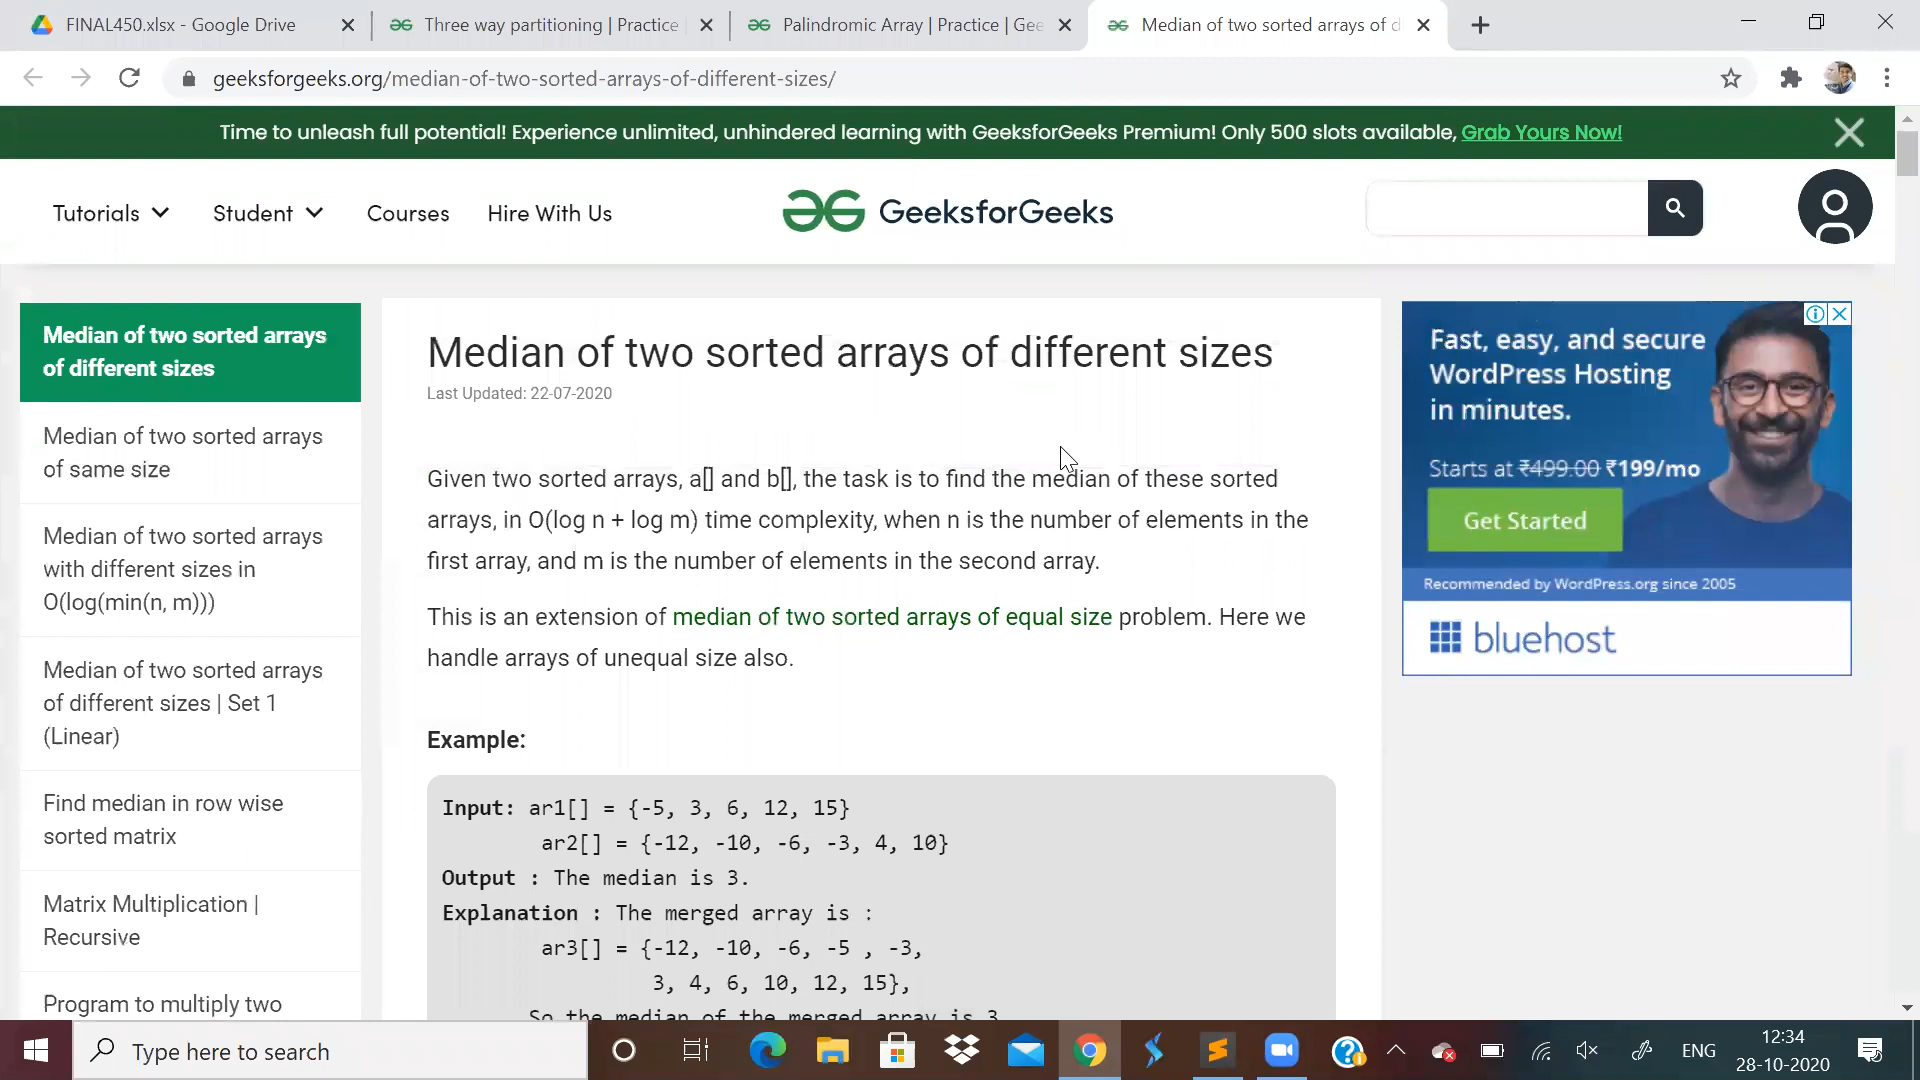 FINAL450.xlsx - Google Drive
Three way partitioning | Practice
Palindromic Array | Practice | Gee
Median of two sorted arrays of d
geeksforgeeks.org/median-of-two-sorted-arrays-of-different-sizes/
Time to unleash full potential! Experience unlimited, unhindered learning with GeeksforGeeks Premium! Only 500 slots available, Grab Yours Now!
Tutorials
Student
Courses
Hire With Us
GeeksforGeeks
Median of two sorted arrays
of different sizes
Median of two sorted arrays
of same size
Median of two sorted arrays
with different sizes in
O(log(min(n, m)))
Median of two sorted arrays
of different sizes | Set 1
(Linear)
Find median in row wise
sorted matrix
Matrix Multiplication |
Recursive
Program to multiply two
Median of two sorted arrays of different sizes
Last Updated: 22-07-2020
Given two sorted arrays, a[] and b[], the task is to find the median of these sorted
arrays, in O(log n + log m) time complexity, when n is the number of elements in the
first array, and m is the number of elements in the second array.
This is an extension of median of two sorted arrays of equal size problem. Here we
handle arrays of unequal size also.
Example:
Input: ar1[] = {-5, 3, 6, 12, 15}
ar2[] = {-12, -10, -6, -3, 4, 10}
Output : The median is 3.
Explanation : The merged array is :
ar3[] = {-12, -10, -6, -5 , -3,
3, 4, 6, 10, 12, 15},
So the median of the merged array is 3
Fast, easy, and secure
WordPress Hosting
in minutes.
Starts at ₹499.00 ₹199/mo
Get Started
Recommended by WordPress.org since 2005
bluehost
Type here to search
ENG
12:34
28-10-2020